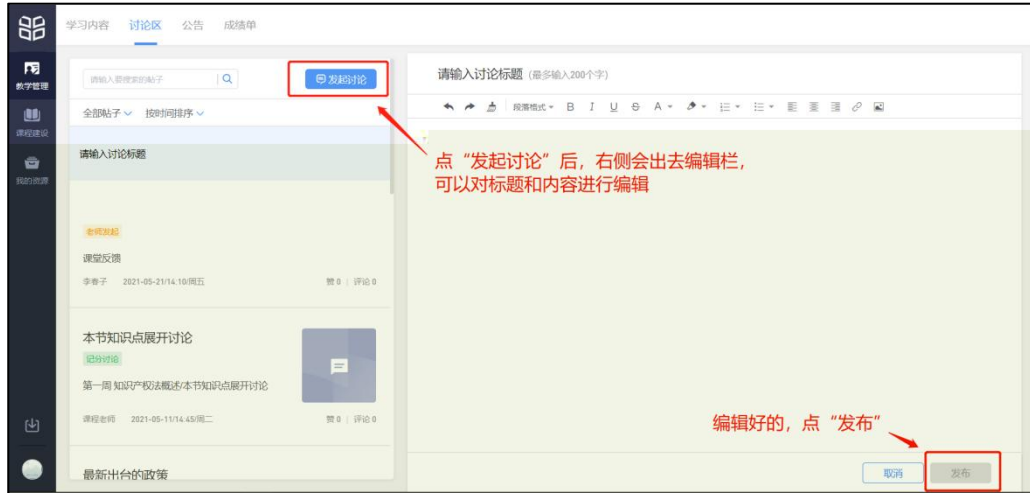 学习内容 讨论区 公告 成绩单
教学管理
课程建设
我的资源
请输入要搜索的帖子
发起讨论
全部帖子 按时间排序
请输入讨论标题
老师发起
课堂反馈
李春子 2021-05-21/14:10/周五 赞 0 | 评论 0
本节知识点展开讨论
记分讨论
第一周 知识产权法概述/本节知识点展开讨论
课程老师 2021-05-11/14:45/周二 赞 0 | 评论 0
最新出台的政策
请输入讨论标题 (最多输入200个字)
段落格式 B I U S A
点“发起讨论”后，右侧会出去编辑栏，
可以对标题和内容进行编辑
编辑好的，点“发布”
取消 发布